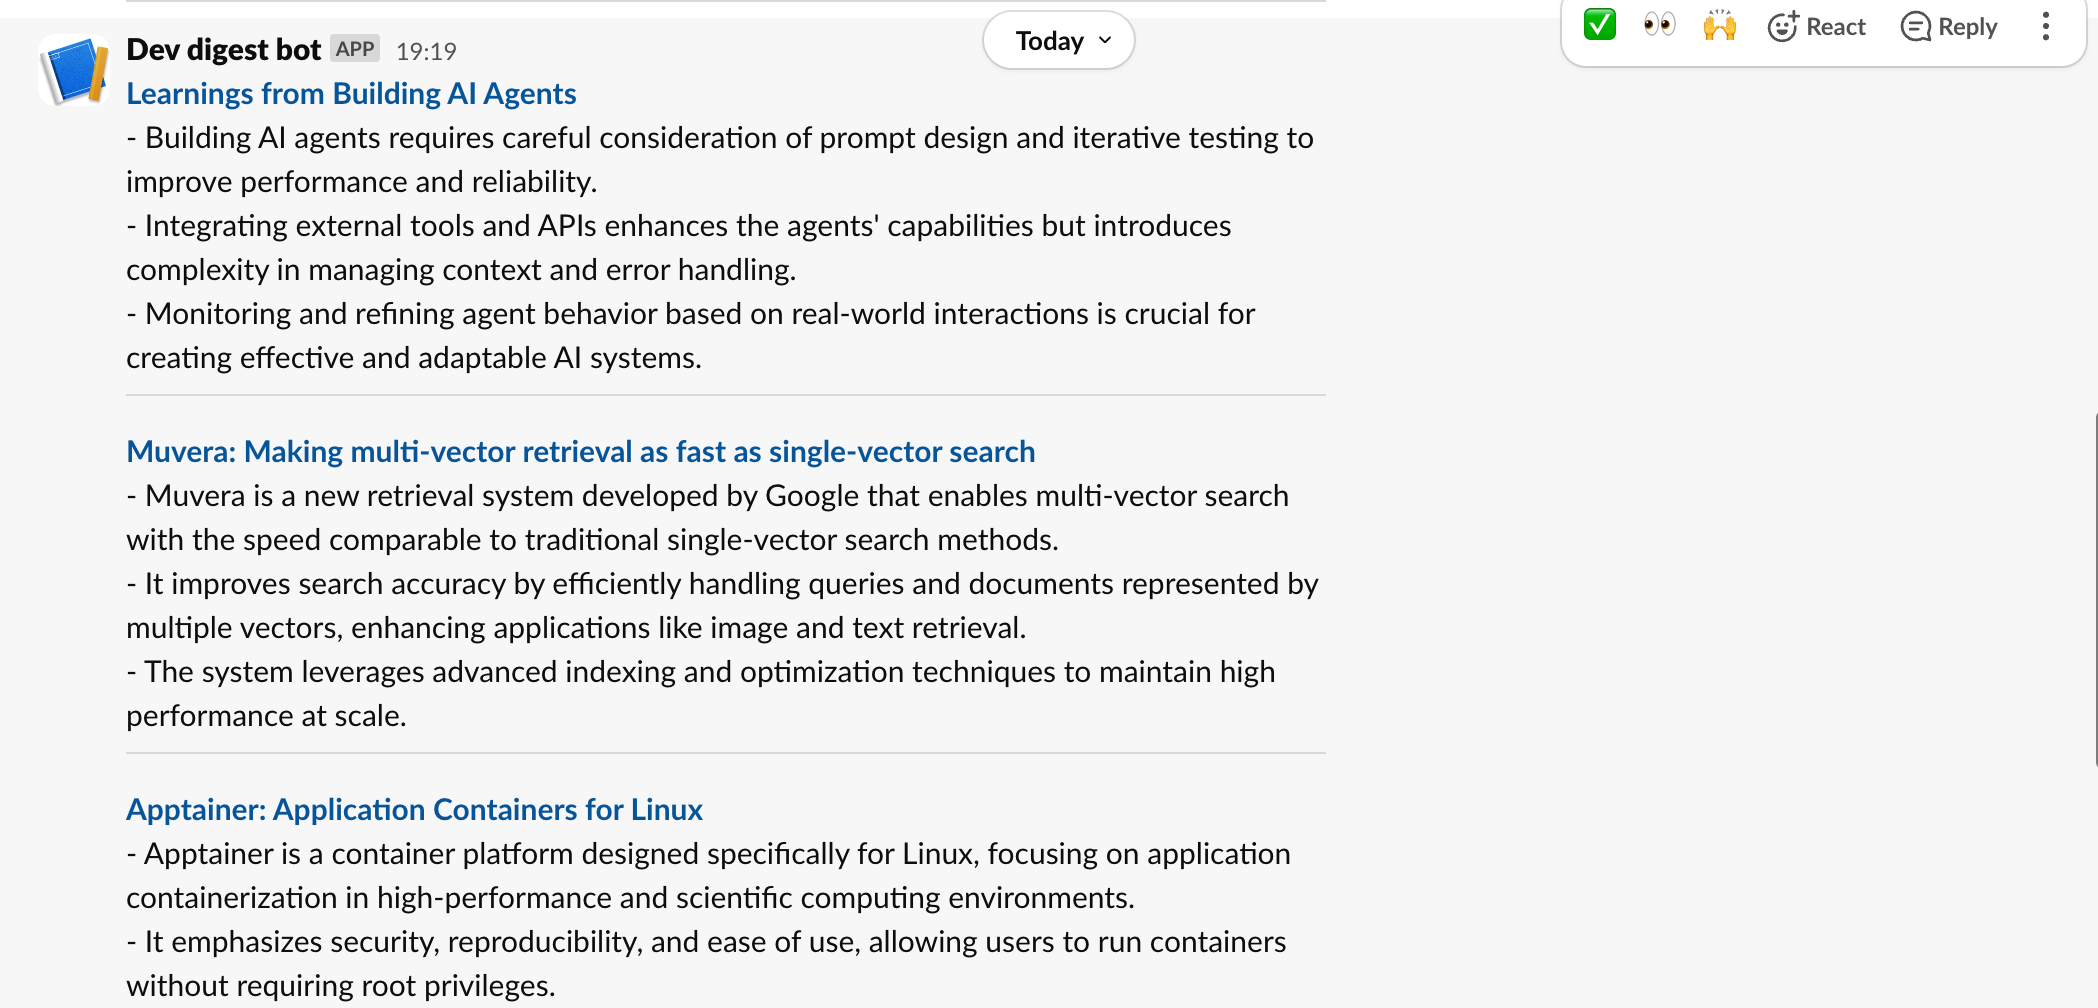 Dev digest bot APP 19:19
Today
React Reply
Learnings from Building AI Agents
- Building AI agents requires careful consideration of prompt design and iterative testing to
improve performance and reliability.
- Integrating external tools and APIs enhances the agents' capabilities but introduces
complexity in managing context and error handling.
- Monitoring and refining agent behavior based on real-world interactions is crucial for
creating effective and adaptable AI systems.
Muvera: Making multi-vector retrieval as fast as single-vector search
- Muvera is a new retrieval system developed by Google that enables multi-vector search
with the speed comparable to traditional single-vector search methods.
- It improves search accuracy by efficiently handling queries and documents represented by
multiple vectors, enhancing applications like image and text retrieval.
- The system leverages advanced indexing and optimization techniques to maintain high
performance at scale.
Apptainer: Application Containers for Linux
- Apptainer is a container platform designed specifically for Linux, focusing on application
containerization in high-performance and scientific computing environments.
- It emphasizes security, reproducibility, and ease of use, allowing users to run containers
without requiring root privileges.